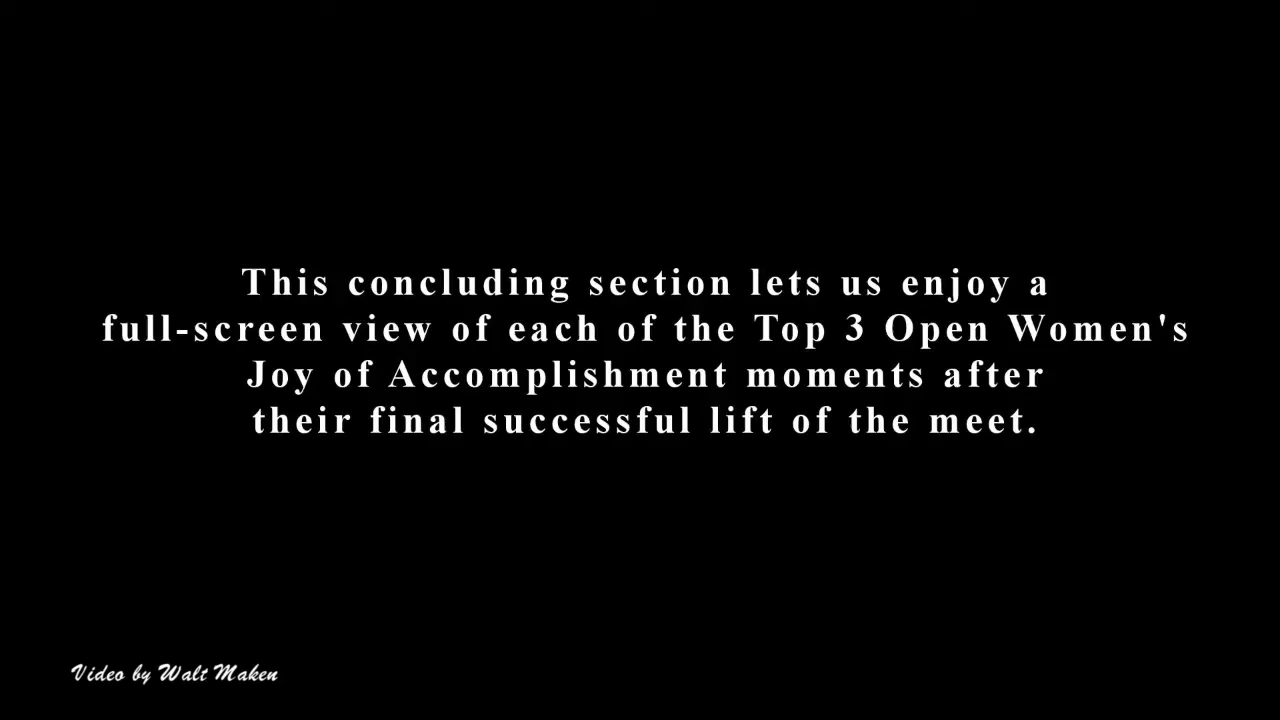 This concluding section lets us enjoy a
full-screen view of each of the Top 3 Open Women's
Joy of Accomplishment moments after
their final successful lift of the meet.
Video by Walt Maken